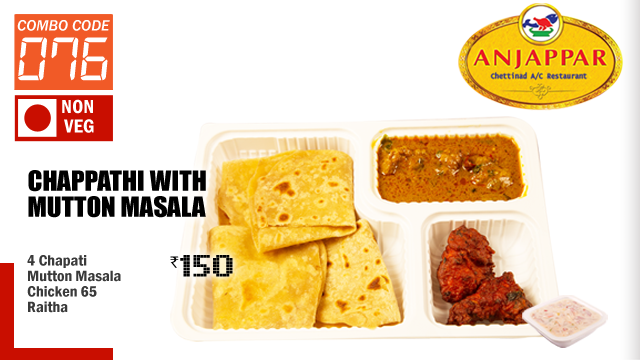 COMBO CODE
076
NON
VEG
ANJAPPAR
Chettinad A/C Restaurant
CHAPPATHI WITH
MUTTON MASALA
4 Chapati
Mutton Masala
Chicken 65
Raitha
₹150